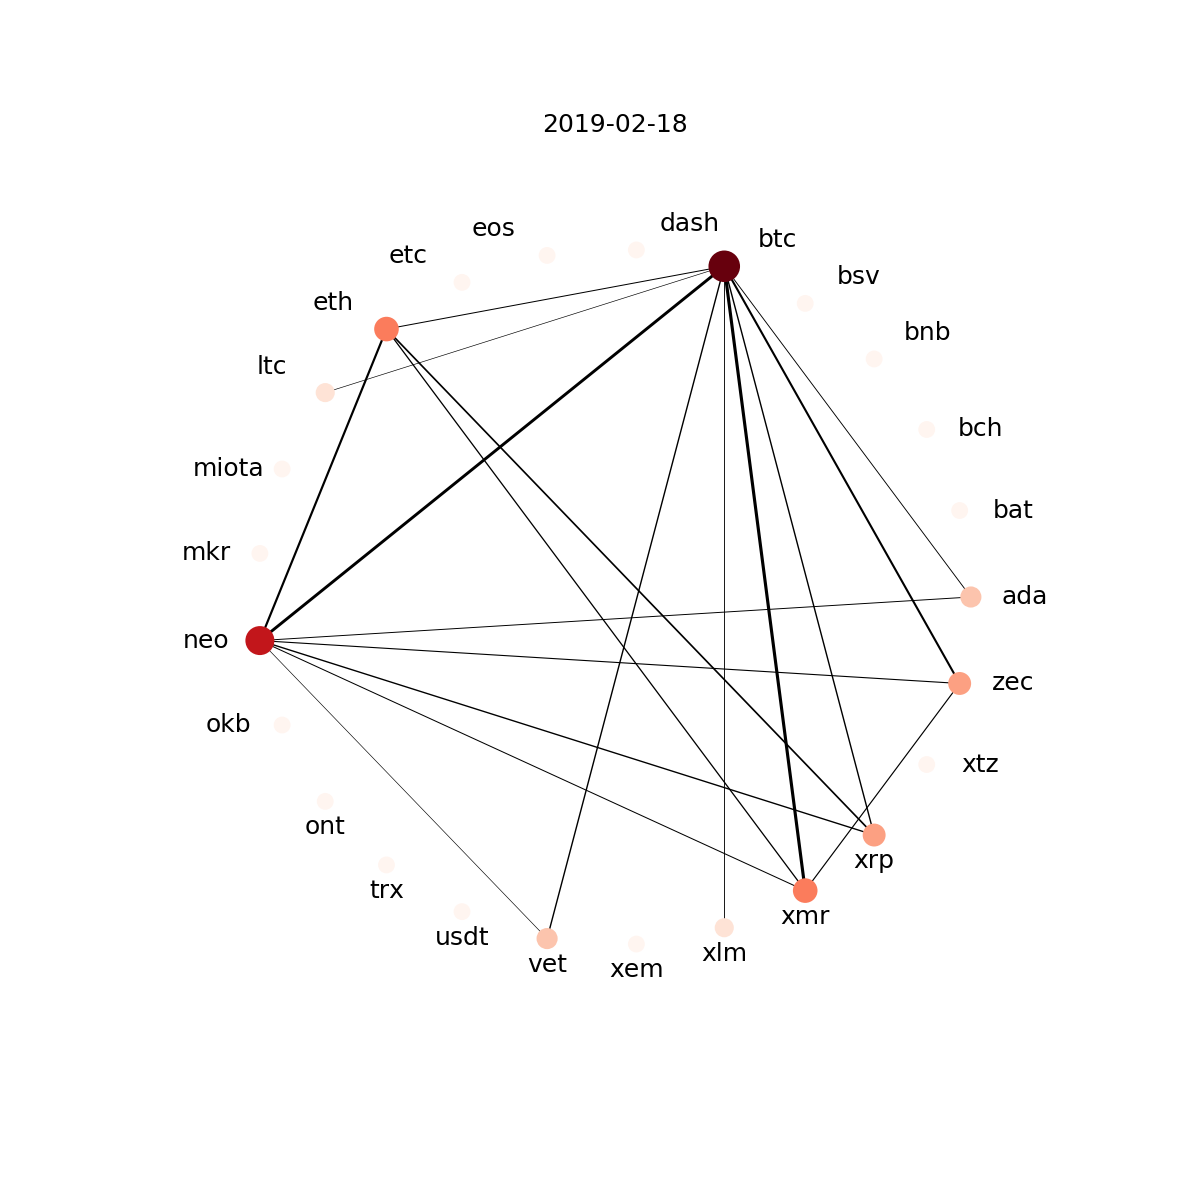 2019-02-18
dash
eos
btc
etc
bsv
eth
bnb
ltc
bch
miota
bat
mkr
ada
neo
zec
okb
xtz
ont
xrp
trx
xmr
usdt
xlm
vet
xem